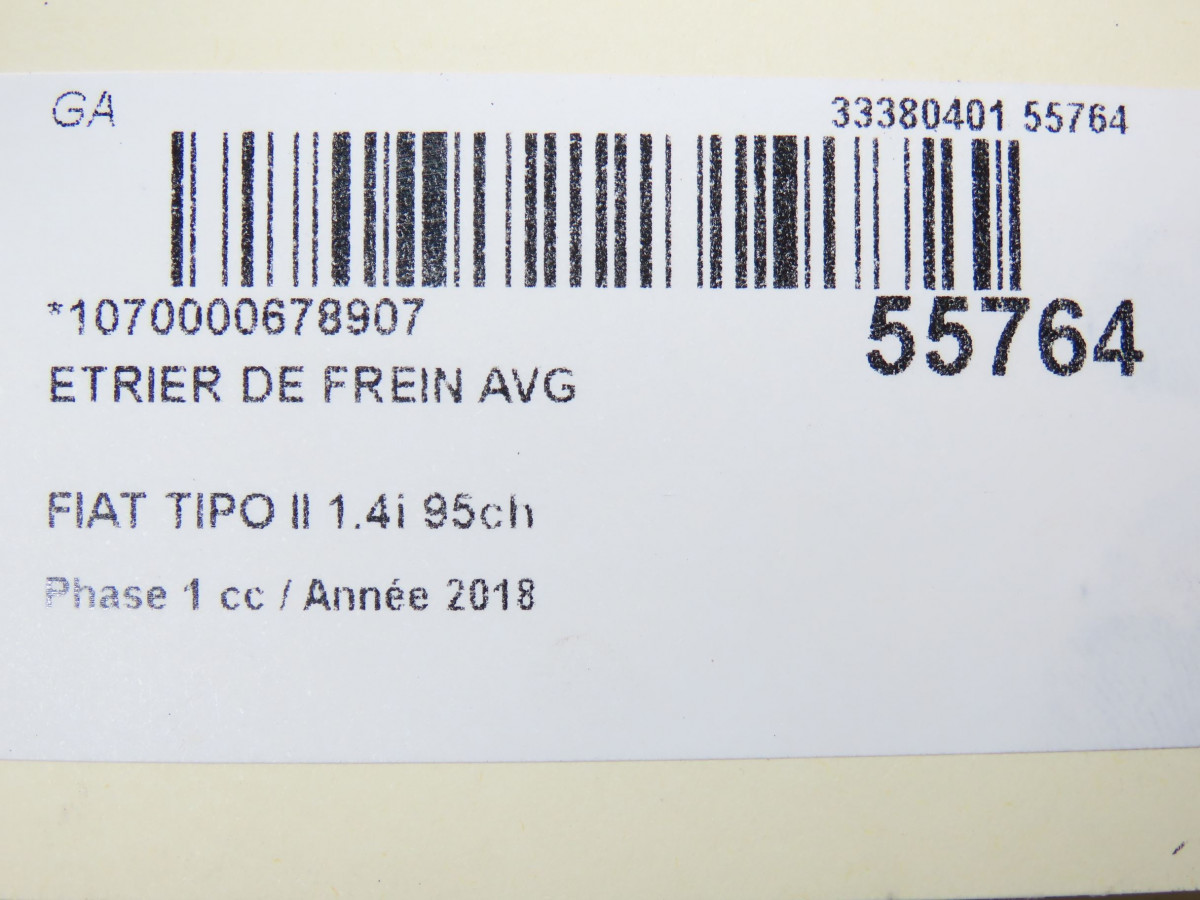 GA
33380401 55764
*1070000678907
55764
ETRIER DE FREIN AVG
FIAT TIPO II 1.4i 95ch
Phase 1 cc / Année 2018